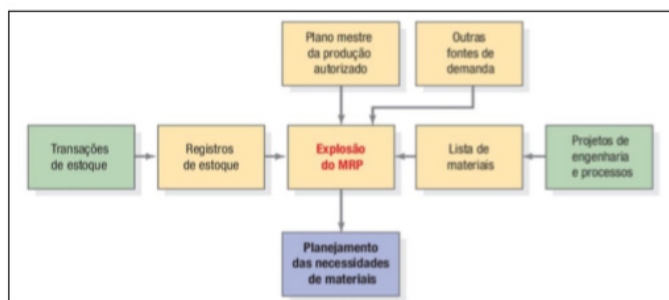 Plano mestre
da produção
autorizado
Outras
fontes de
demanda
Transações
de estoque
Registros
de estoque
Explosão
do MRP
Lista de
materiais
Projetos de
engenharia
e processos
Planejamento
das necessidades
de materiais